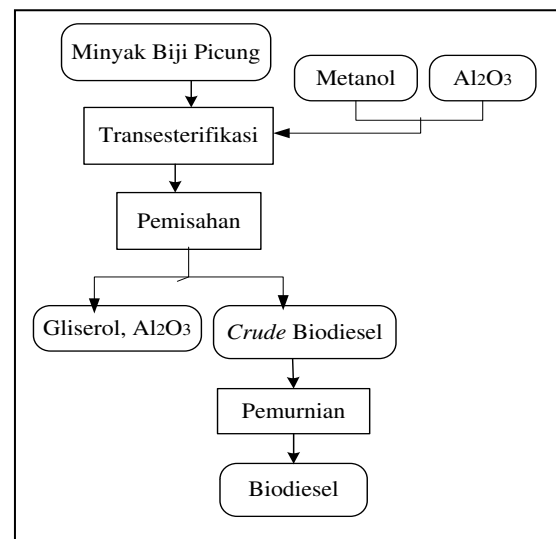 Minyak Biji Picung
Metanol
Al2O3
Transesterifikasi
Pemisahan
Gliserol, Al2O3
Crude Biodiesel
Pemurnian
Biodiesel